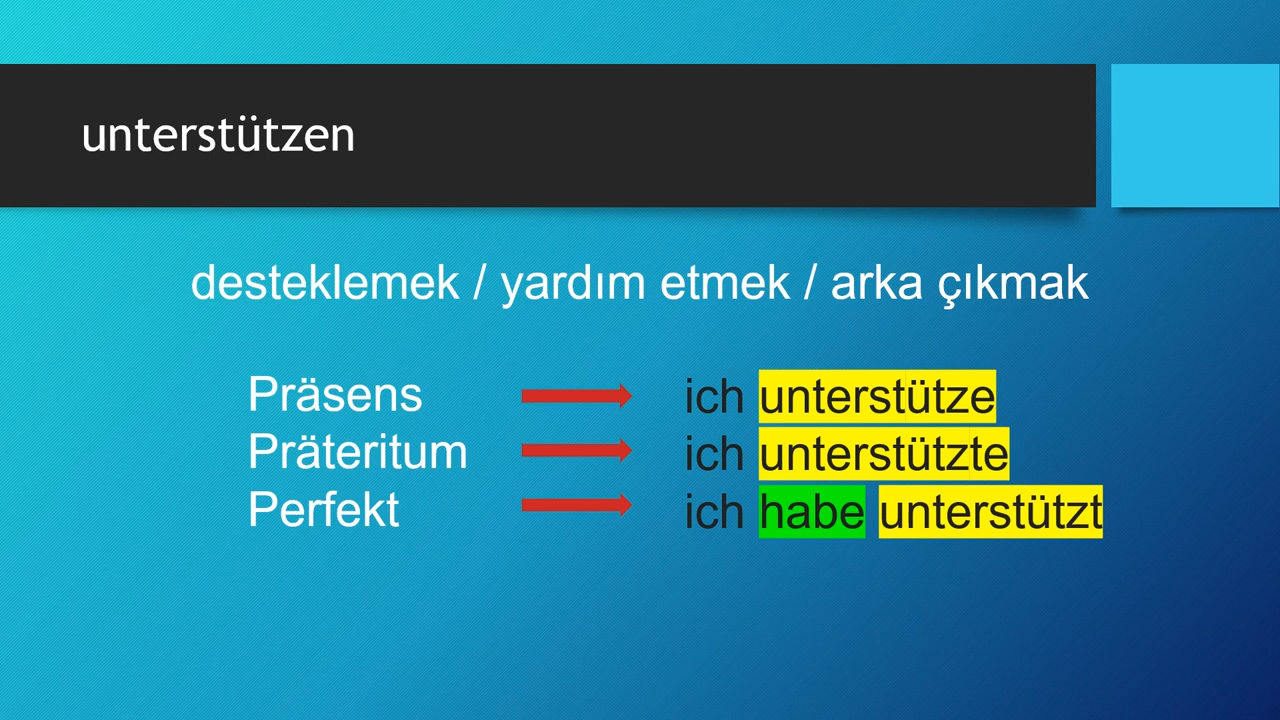 unterstützen
desteklemek / yardım etmek / arka çıkmak
Präsens ich unterstütze
Präteritum ich unterstützte
Perfekt ich habe unterstützt